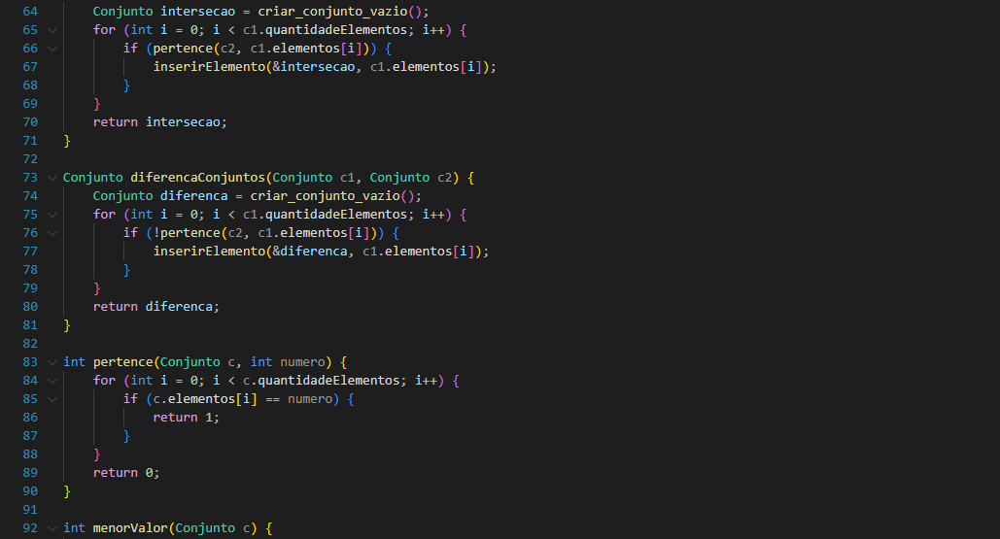 64 Conjunto intersecao = criar_conjunto_vazio();
65 for (int i = 0; i < c1.quantidadeElementos; i++) {
66 if (pertence(c2, c1.elementos[i])) {
67 inserirElemento(&intersecao, c1.elementos[i]);
68 }
69 }
70 return intersecao;
71 }
72
73 Conjunto diferencaConjuntos(Conjunto c1, Conjunto c2) {
74 Conjunto diferenca = criar_conjunto_vazio();
75 for (int i = 0; i < c1.quantidadeElementos; i++) {
76 if (!pertence(c2, c1.elementos[i])) {
77 inserirElemento(&diferenca, c1.elementos[i]);
78 }
79 }
80 return diferenca;
81 }
82
83 int pertence(Conjunto c, int numero) {
84 for (int i = 0; i < c.quantidadeElementos; i++) {
85 if (c.elementos[i] == numero) {
86 return 1;
87 }
88 }
89 return 0;
90 }
91
92 int menorValor(Conjunto c) {